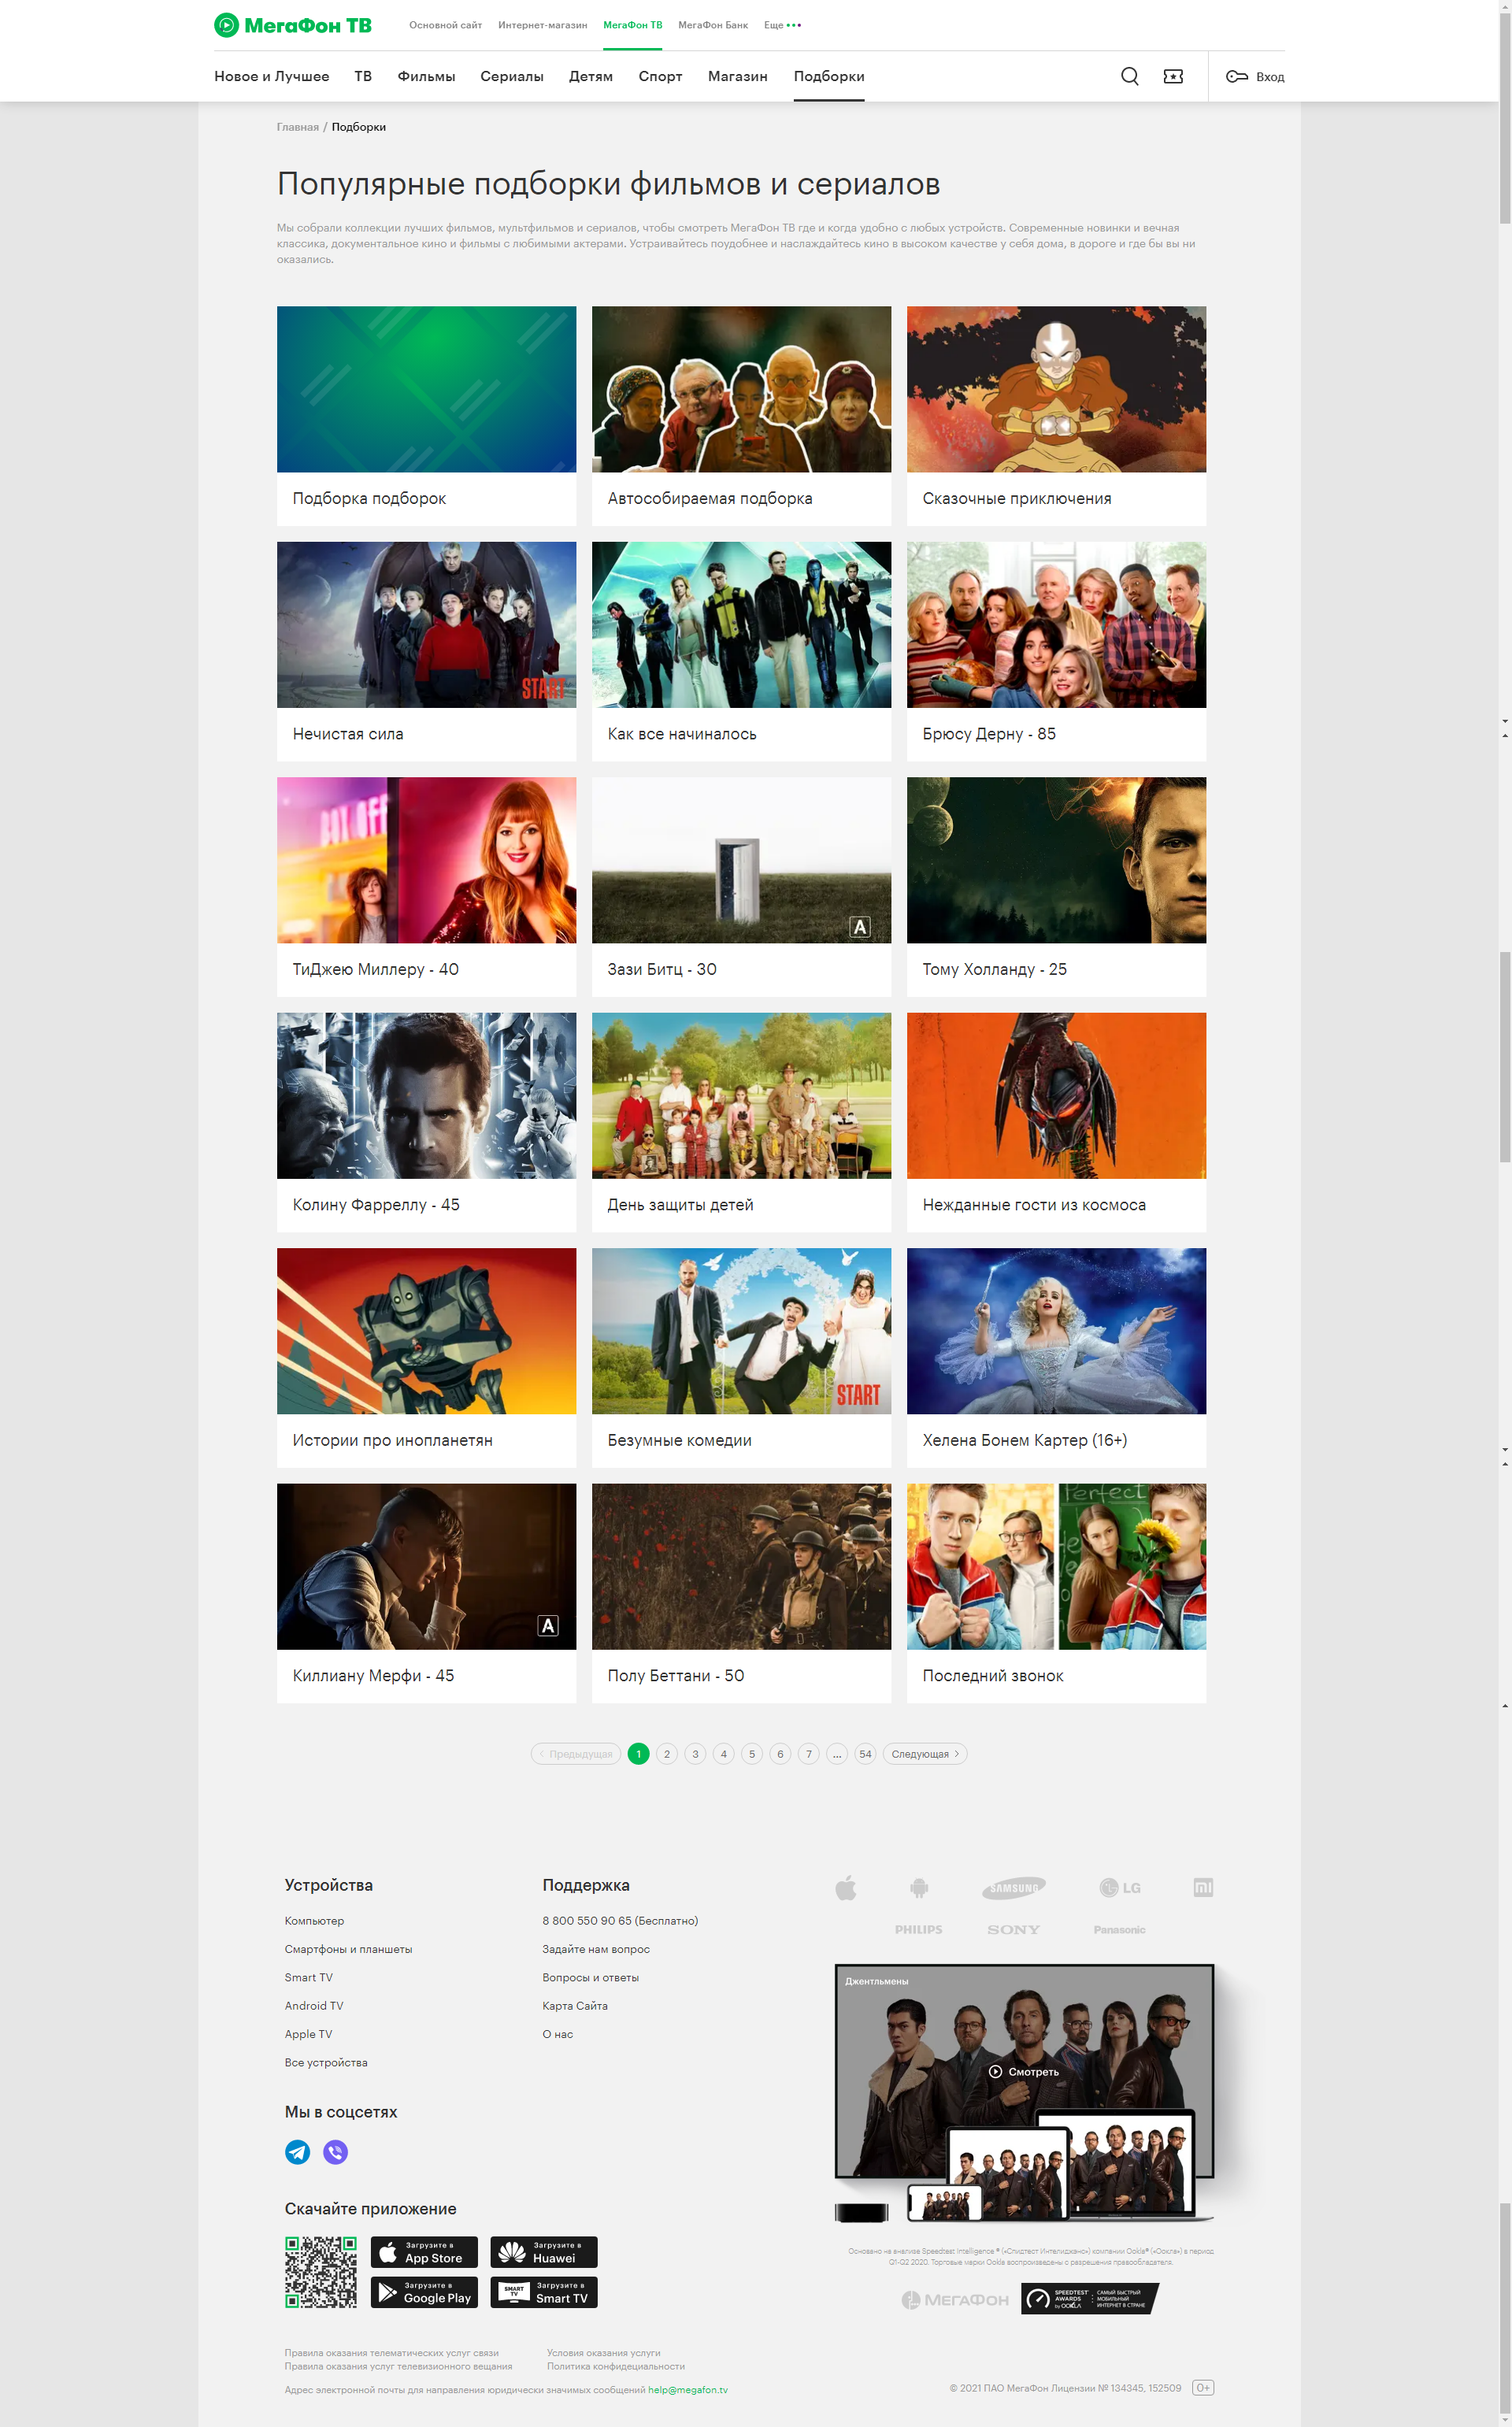 МегаФон ТВ
Основной сайт
Интернет-магазин
МегаФон ТВ
МегаФон Банк
Еще
Новое и Лучшее
ТВ
Фильмы
Сериалы
Детям
Спорт
Магазин
Подборки
Вход
Главная / Подборки
Популярные подборки фильмов и сериалов
Мы собрали коллекции лучших фильмов, мультфильмов и сериалов, чтобы смотреть МегаФон ТВ где и когда удобно с любых устройств. Современные новинки и вечная
классика, документальное кино и фильмы с любимыми актерами. Устраивайтесь поудобнее и наслаждайтесь кино в высоком качестве у себя дома, в дороге и где бы вы ни
оказались.
Подборка подборок
Автособираемая подборка
Сказочные приключения
START
Нечистая сила
Как все начиналось
Брюсу Дерну - 85
BOX OFF
A
ТиДжею Миллеру - 40
Зази Битц - 30
Тому Холланду - 25
Колину Фарреллу - 45
День защиты детей
Нежданные гости из космоса
START
Истории про инопланетян
Безумные комедии
Хелена Бонем Картер (16+)
A
Perfect
Киллиану Мерфи - 45
Полу Беттани - 50
Последний звонок
Предыдущая
1
2
3
4
5
6
7
...
54
Следующая
Устройства
Компьютер
Смартфоны и планшеты
Smart TV
Android TV
Apple TV
Все устройства
Поддержка
8 800 550 90 65 (Бесплатно)
Задайте нам вопрос
Вопросы и ответы
Карта Сайта
О нас
SAMSUNG
LG
MI
PHILIPS
SONY
Panasonic
Джентльмены
Смотреть
Мы в соцсетях
Скачайте приложение
Загрузите в
App Store
Загрузите в
Huawei
Загрузите в
Google Play
SMART TV
Загрузите в
Smart TV
Основано на анализе Speedtest Intelligence ® («Спидтест Интелиджанс») компании Ookla® («Оокла») в период
Q1-Q2 2020. Торговые марки Ookla воспроизведены с разрешения правообладателя.
МЕГАФОН
SPEEDTEST
AWARDS
by OOKLA
САМЫЙ БЫСТРЫЙ
МОБИЛЬНЫЙ
ИНТЕРНЕТ В СТРАНЕ
Правила оказания телематических услуг связи
Условия оказания услуги
Правила оказания услуг телевизионного вещания
Политика конфидециальности
Адрес электронной почты для направления юридически значимых сообщений help@megafon.tv
© 2021 ПАО МегаФон Лицензии № 134345, 152509
0+